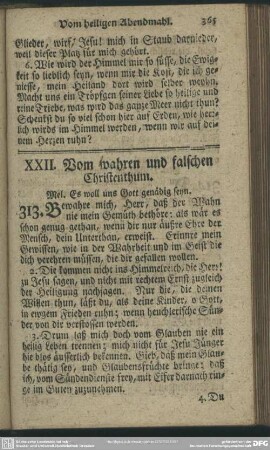 Vom heiligen Abendmahl. 365
Glieder, wirf, Jesu! mich in Staub darnieder,
weil dieser Platz für mich gehört.
6. Wie wird der Himmel mir so süsse, die Ewig-
keit so lieblich seyn, wenn mir die Kost, die ich ge-
niesse, mein Heiland dort wird selber
Macht uns ein Tröpfgen seiner Liebe so heilige und
reine Triebe, was wird das ganze Meer nicht thun?
Schenkst du so viel schon hier auf Erden, wie herr-
lich wirds im Himmel werden, wenn wir auf dei-
nem Herzen ruhn?
XXII. Vom wahren und falschen
Christenthum.
Mel. Es woll uns Gott genädig seyn.
313. Bewahre mich, Herr, daß der Wahn
nie mein Gemüth bethöre: als wär es
schon genug gethan, wenn dir nur äußre Ehre der
Mensch, dein Unterthan, erweist. Erinnre mein
Gewissen, wie in der Wahrheit und im Geist die
dich verehren müssen, die dir gefallen wollen.
2. Die kommen nicht ins Himmelreich, die Herr!
zu Jesu sagen, und nicht mit rechtem Ernst zugleich
der Heiligung nachjagen. Nur die, die deinen
Willen thun, läßt du, als deine Kinder, o Gott,
in ewgem Frieden ruhn; wenn heuchlerische Sün-
der von dir verstossen werden.
3. Drum laß mich doch vom Glauben nie ein
heilig Leben trennen; mich nicht für Jesu Jünger
hie blos äusserlich bekennen. Gieb, daß mein Glau-
be thätig sey, und Glaubensfrüchte bringe: daß
ich, vom Sündendienste frey, mit Eifer darnach rin-
ge im Guten zuzunehmen.
4. Du